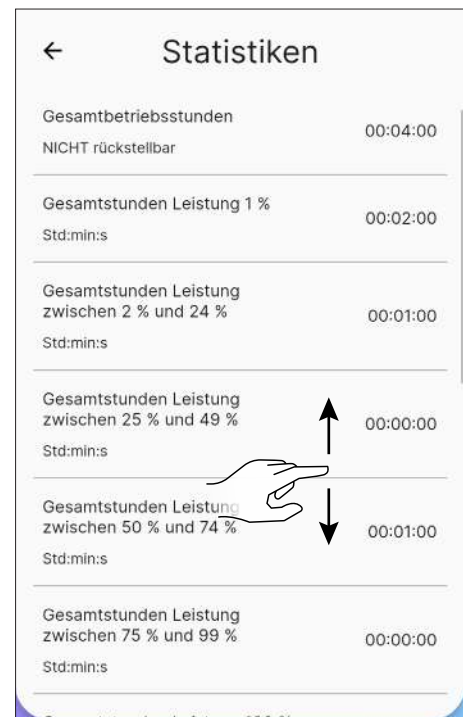 Statistiken
Gesamtbetriebsstunden
00:04:00
NICHT rückstellbar
Gesamtstunden Leistung 1 %
00:02:00
Std:min:s
Gesamtstunden Leistung
zwischen 2 % und 24 %
00:01:00
Std:min:s
Gesamtstunden Leistung
zwischen 25 % und 49 %
00:00:00
Std:min:s
Gesamtstunden Leistung
zwischen 50 % und 74 %
00:01:00
Std:min:s
Gesamtstunden Leistung
zwischen 75 % und 99 %
00:00:00
Std:min:s